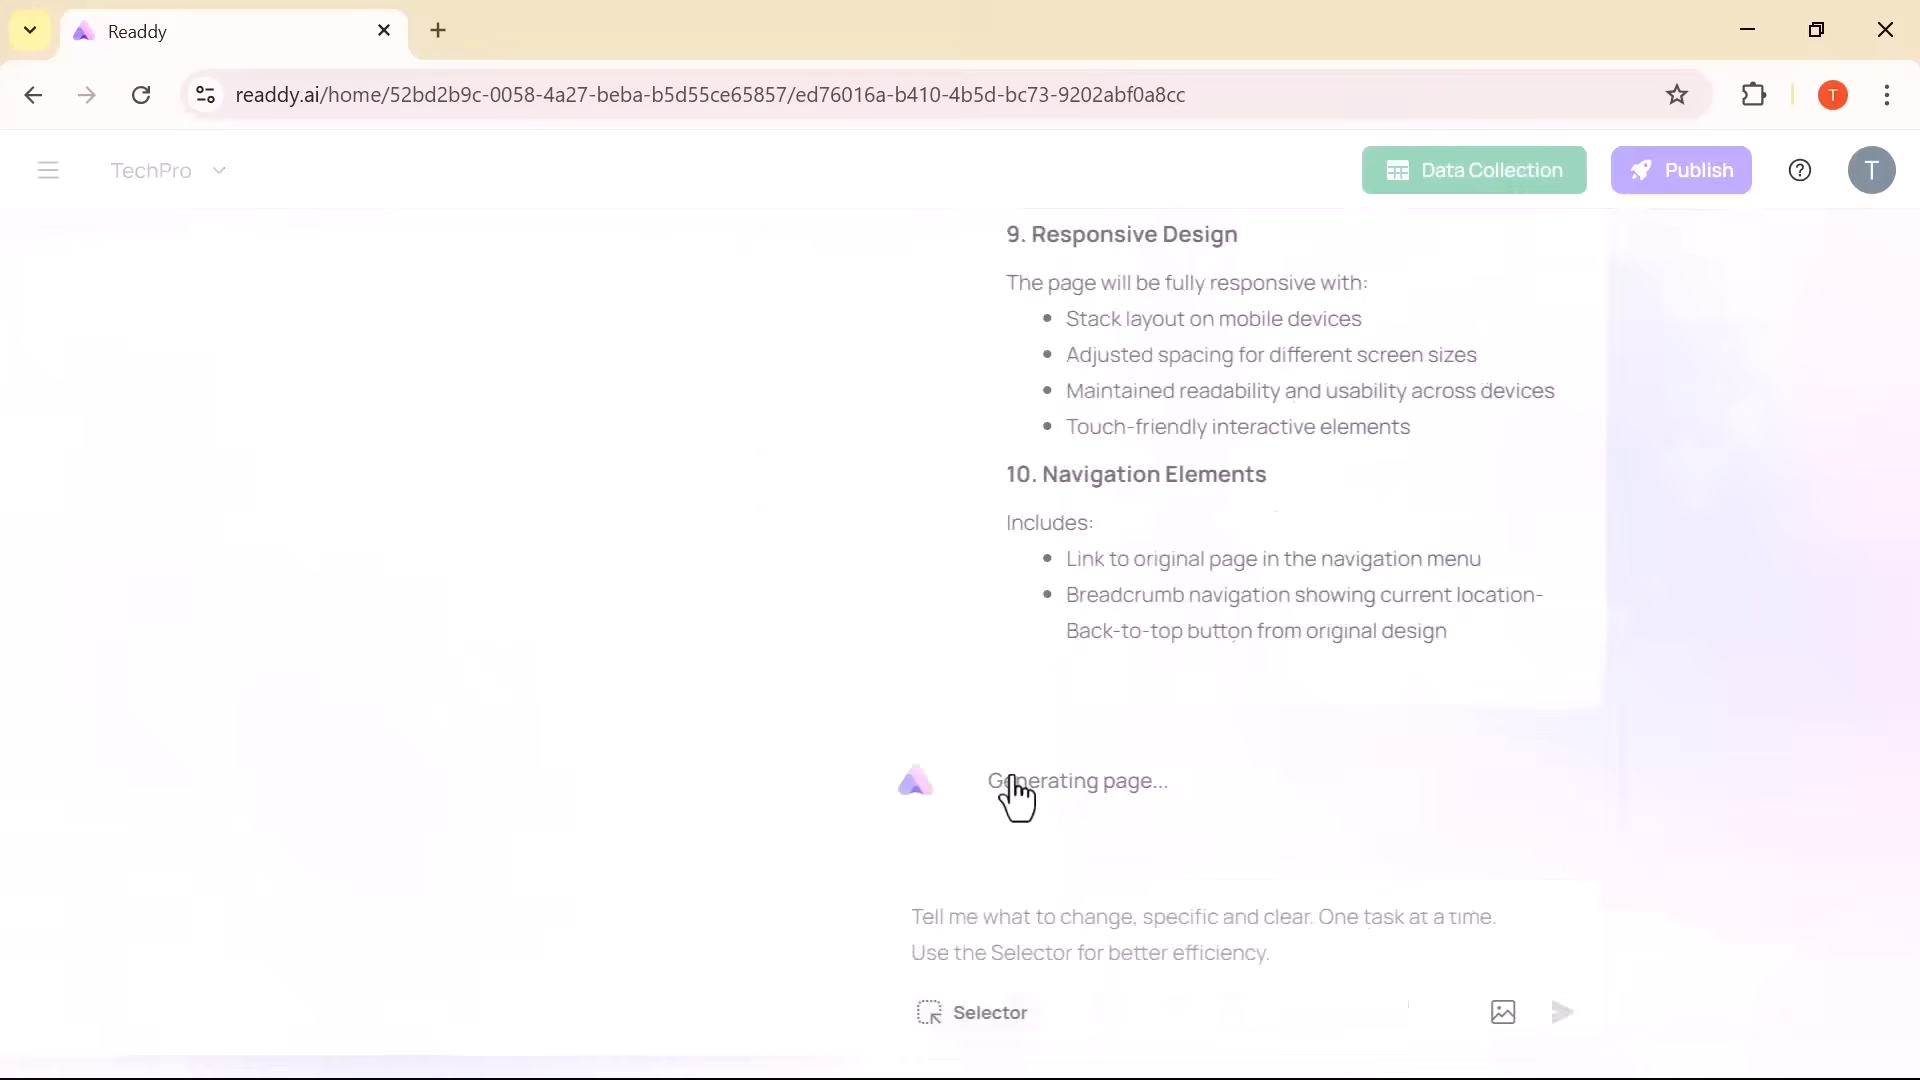 Readdy
readdy.ai/home/52bd2b9c-0058-4a27-beba-b5d55ce65857/ed76016a-b410-4b5d-bc73-9202abf0a8cc
T
TechPro
Data Collection
Publish
T
9. Responsive Design
The page will be fully responsive with:
Stack layout on mobile devices
Adjusted spacing for different screen sizes
Maintained readability and usability across devices
Touch-friendly interactive elements
10. Navigation Elements
Includes:
Link to original page in the navigation menu
Breadcrumb navigation showing current location-
Back-to-top button from original design
Generating page...
Tell me what to change, specific and clear. One task at a time.
Use the Selector for better efficiency.
Selector